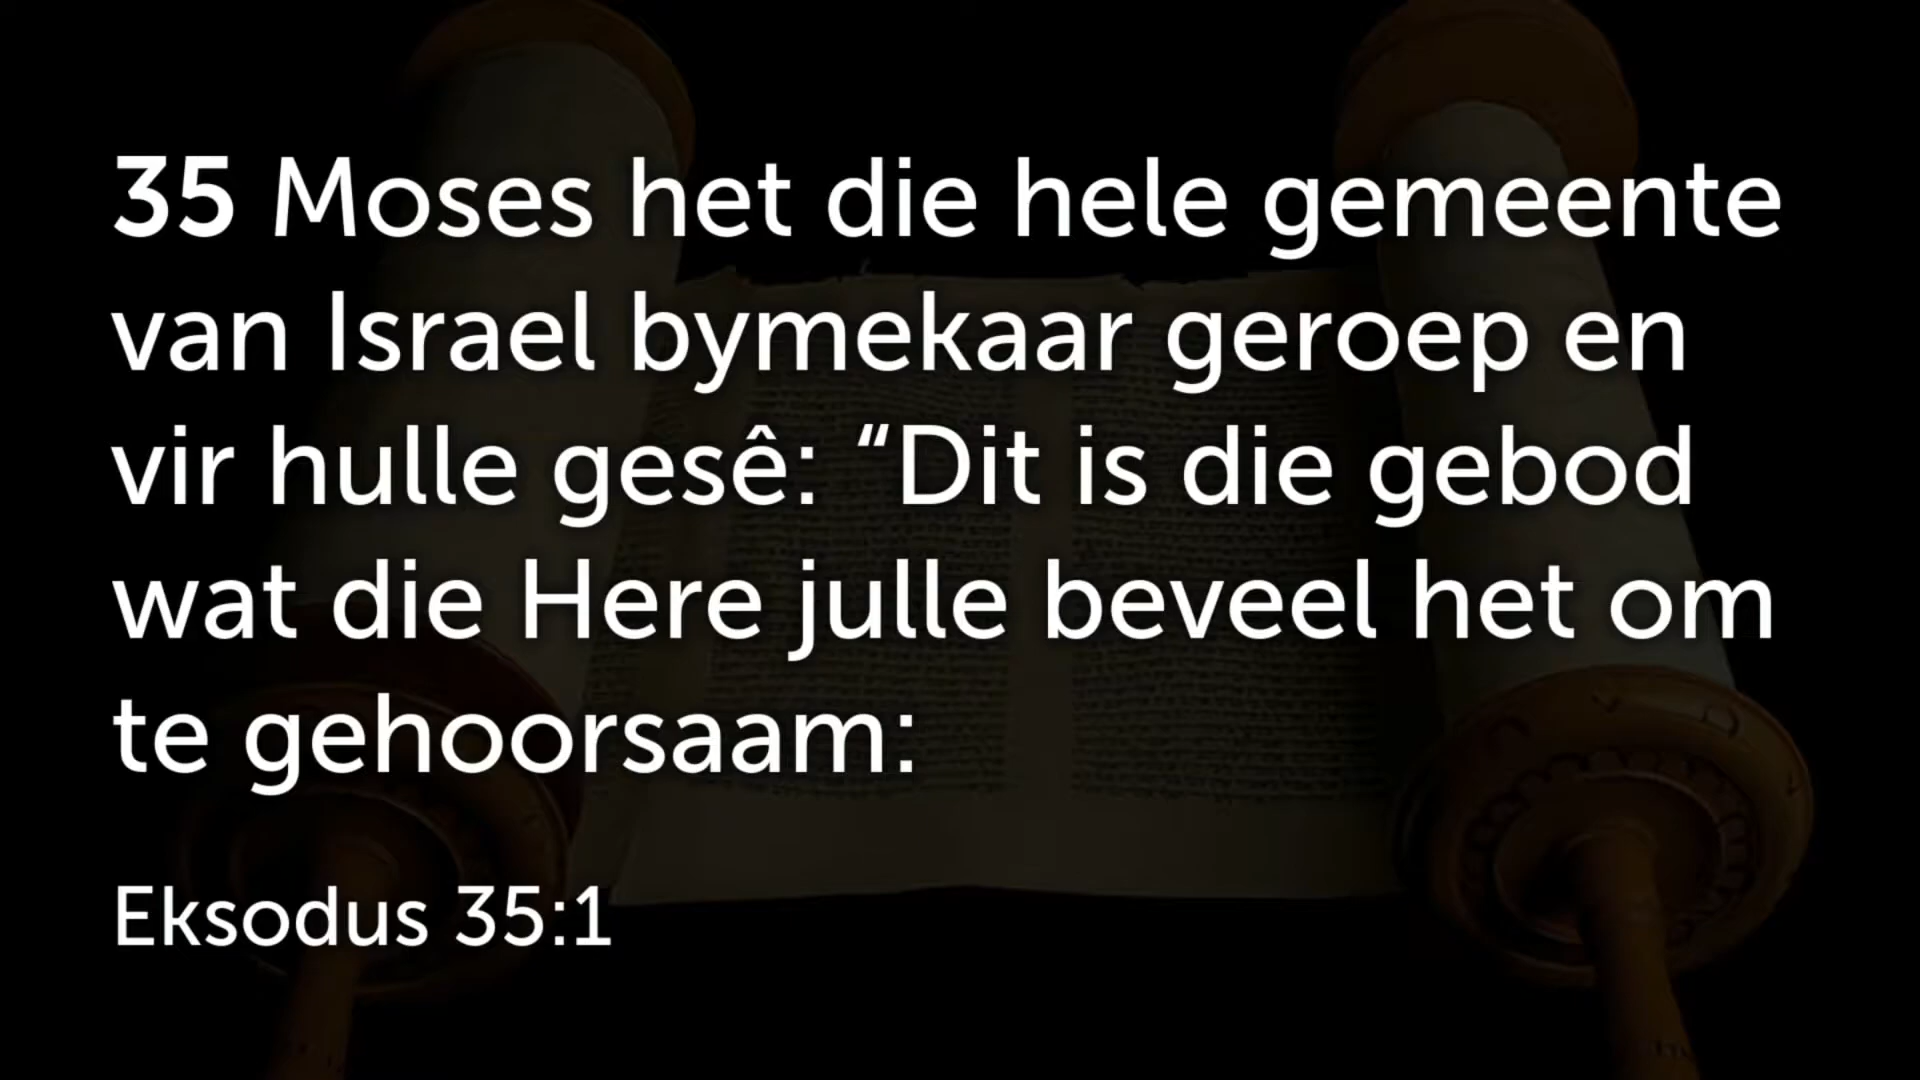 35 Moses het die hele gemeente
van Israel bymekaar geroep en
vir hulle gesê: “Dit is die gebod
wat die Here julle beveel het om
te gehoorsaam:
Eksodus 35:1